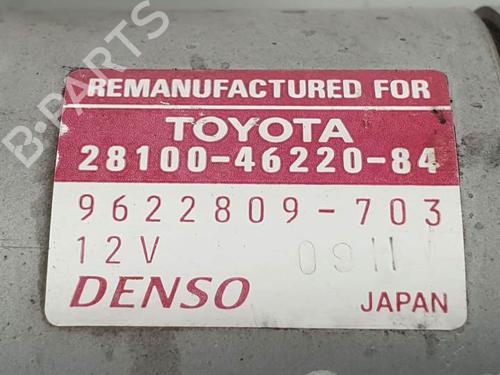 B-PARTS
REMANUFACTURED FOR
TOYOTA
28100-46220-84
9622809-703
12V 09H
DENSO JAPAN